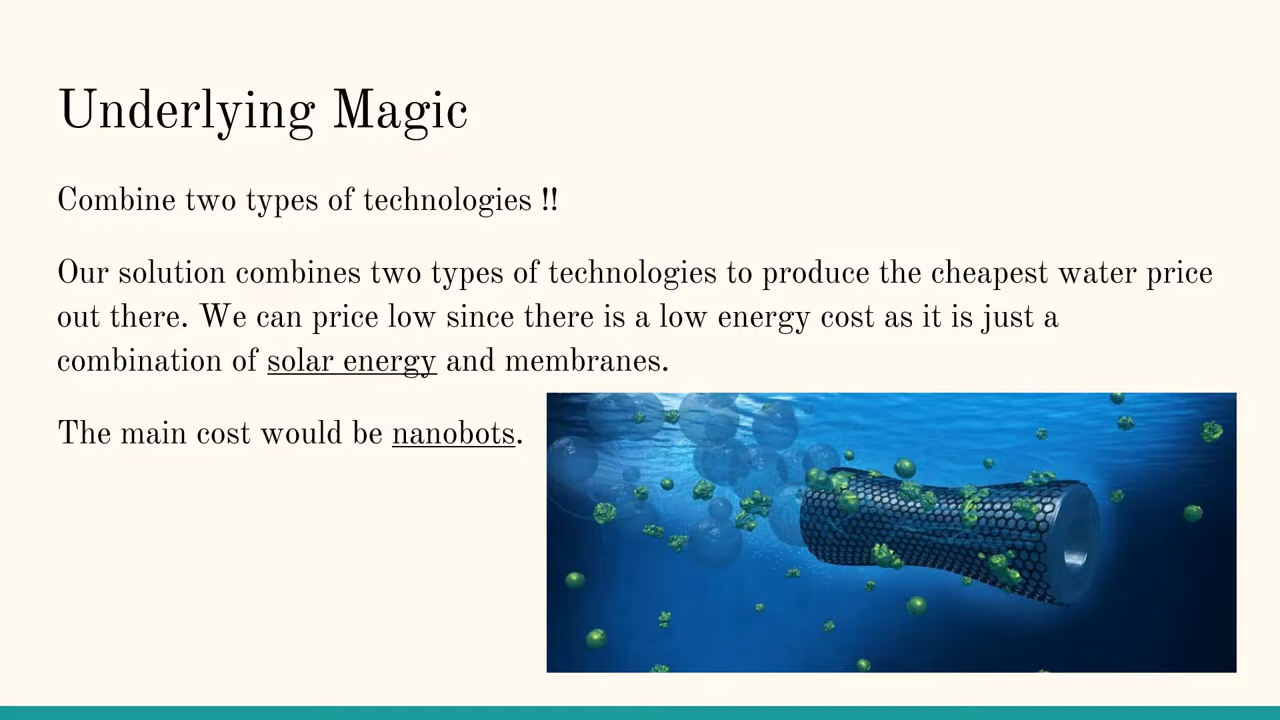 Underlying Magic
Combine two types of technologies !!
Our solution combines two types of technologies to produce the cheapest water price
out there. We can price low since there is a low energy cost as it is just a
combination of solar energy and membranes.
The main cost would be nanobots.